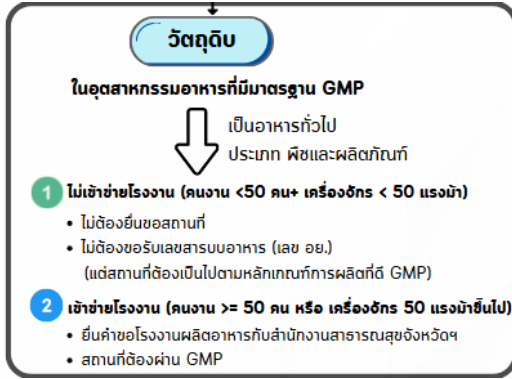 วัตถุดิบ
ในอุตสาหกรรมอาหารที่มีมาตรฐาน GMP
เป็นอาหารทั่วไป
ประเภท พืชและผลิตภัณฑ์
1 ไม่เข้าข่ายโรงงาน (คนงาน <50 คน+ เครื่องจักร < 50 แรงม้า)
• ไม่ต้องยื่นขอสถานที่
• ไม่ต้องขอรับเลขสารบบอาหาร (เลข อย.)
(แต่สถานที่ต้องเป็นไปตามหลักเกณฑ์การผลิตที่ดี GMP)
2 เข้าข่ายโรงงาน (คนงาน >= 50 คน หรือ เครื่องจักร 50 แรงม้าขึ้นไป)
• ยื่นคำขอโรงงานผลิตอาหารกับสำนักงานสาธารณสุขจังหวัดฯ
• สถานที่ต้องผ่าน GMP